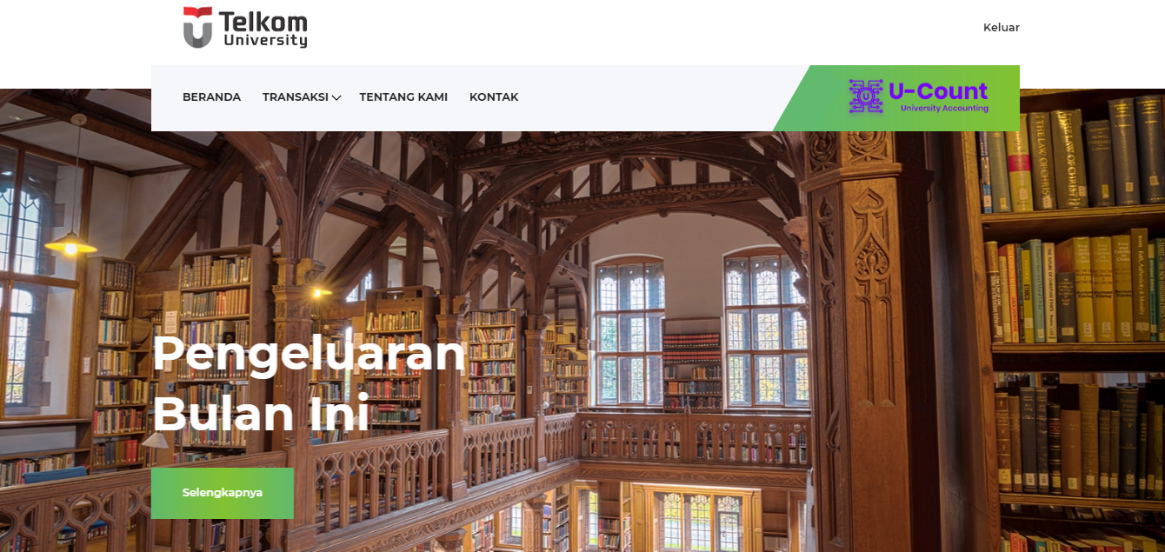 Telkom
University
Keluar
BERANDA TRANSAKSI TENTANG KAMI KONTAK
U-Count
University Accounting
Pengeluaran
Bulan Ini
Selengkapnya